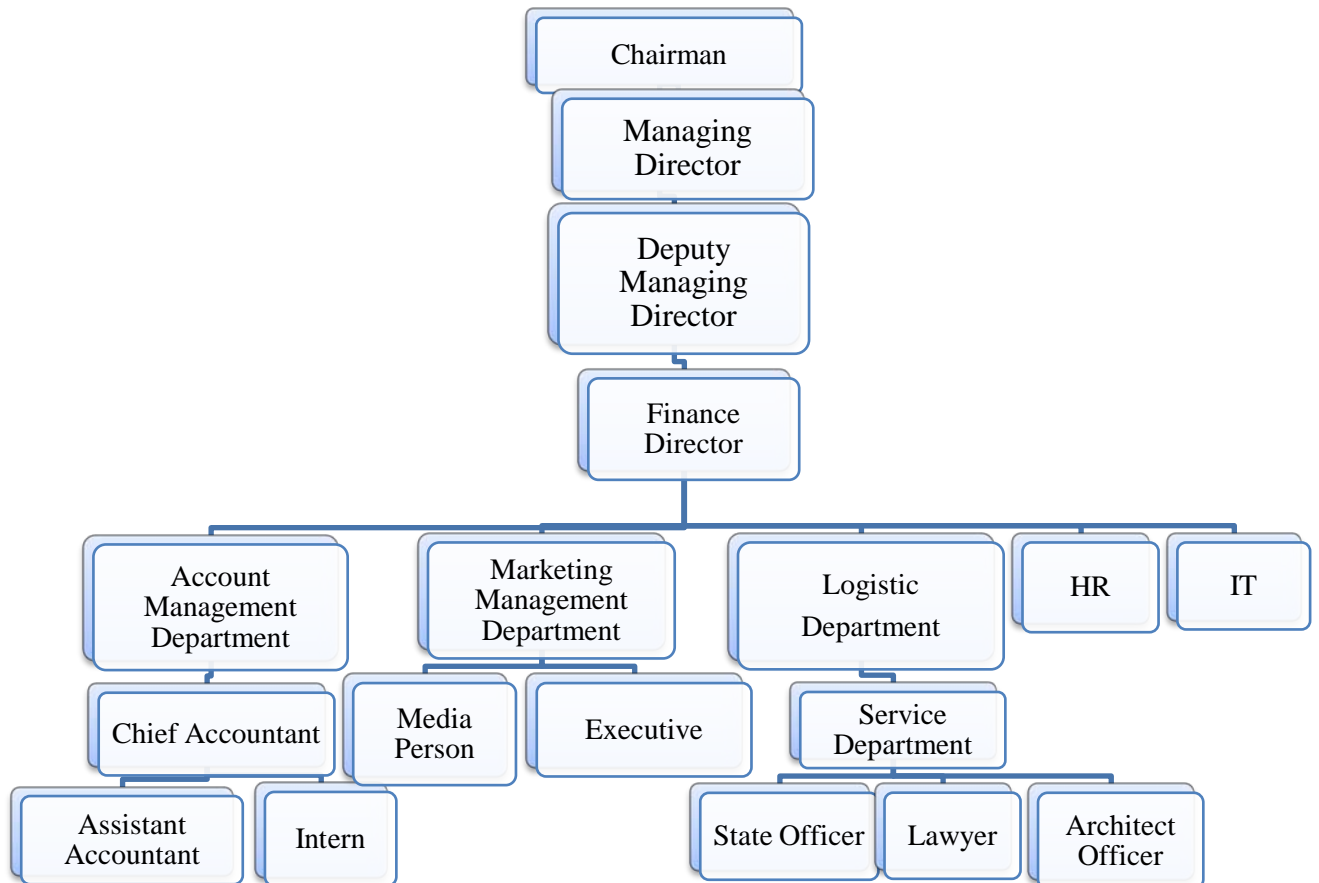 Chairman
Managing
Director
Deputy
Managing
Director
Finance
Director
Account
Management
Department
Marketing
Management
Department
Logistic
Department
HR
IT
Chief Accountant
Media
Person
Executive
Service
Department
Assistant
Accountant
Intern
State Officer
Lawyer
Architect
Officer